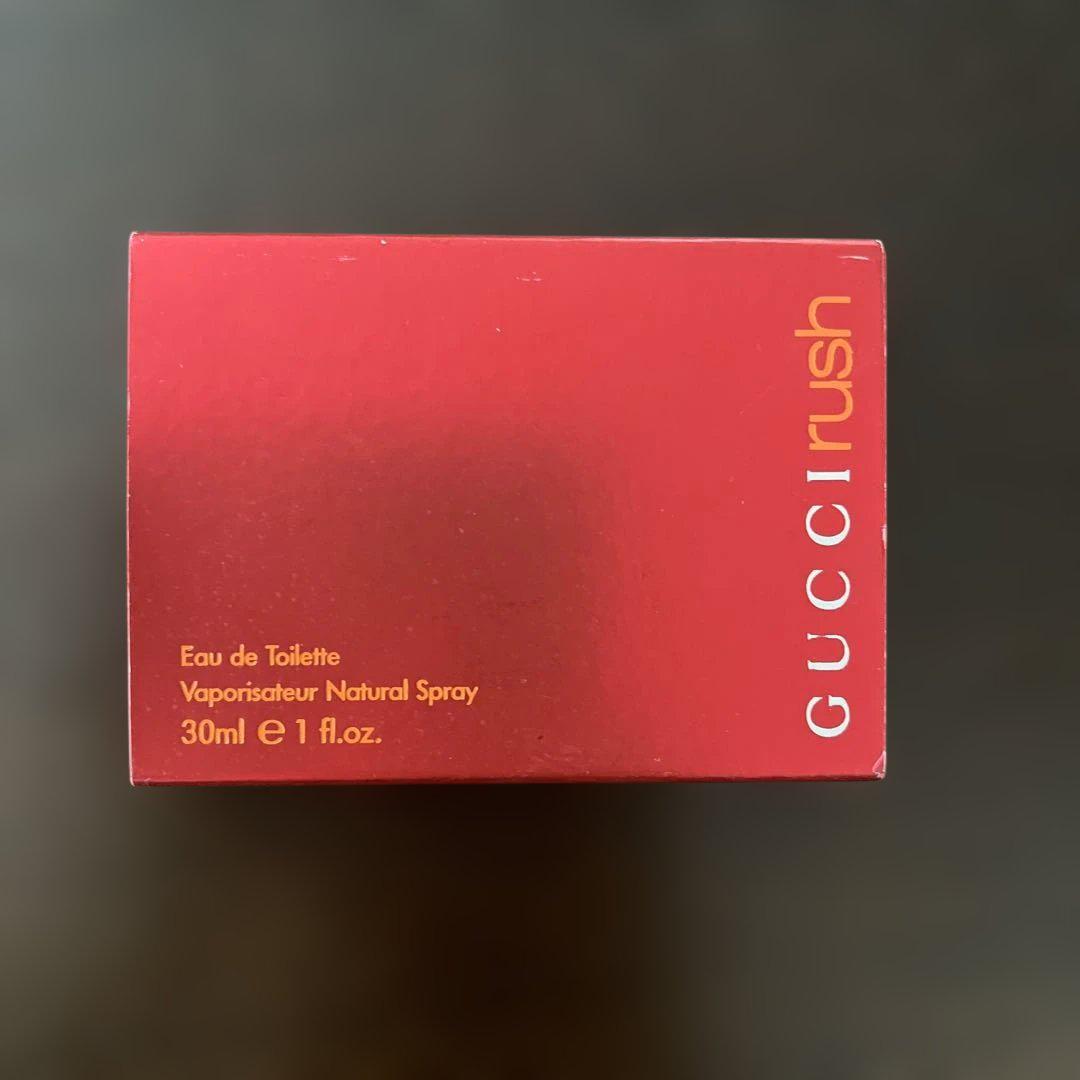 GUCCI rush
Eau de Toilette
Vaporisateur Natural Spray
30ml ℮ 1 fl.oz.